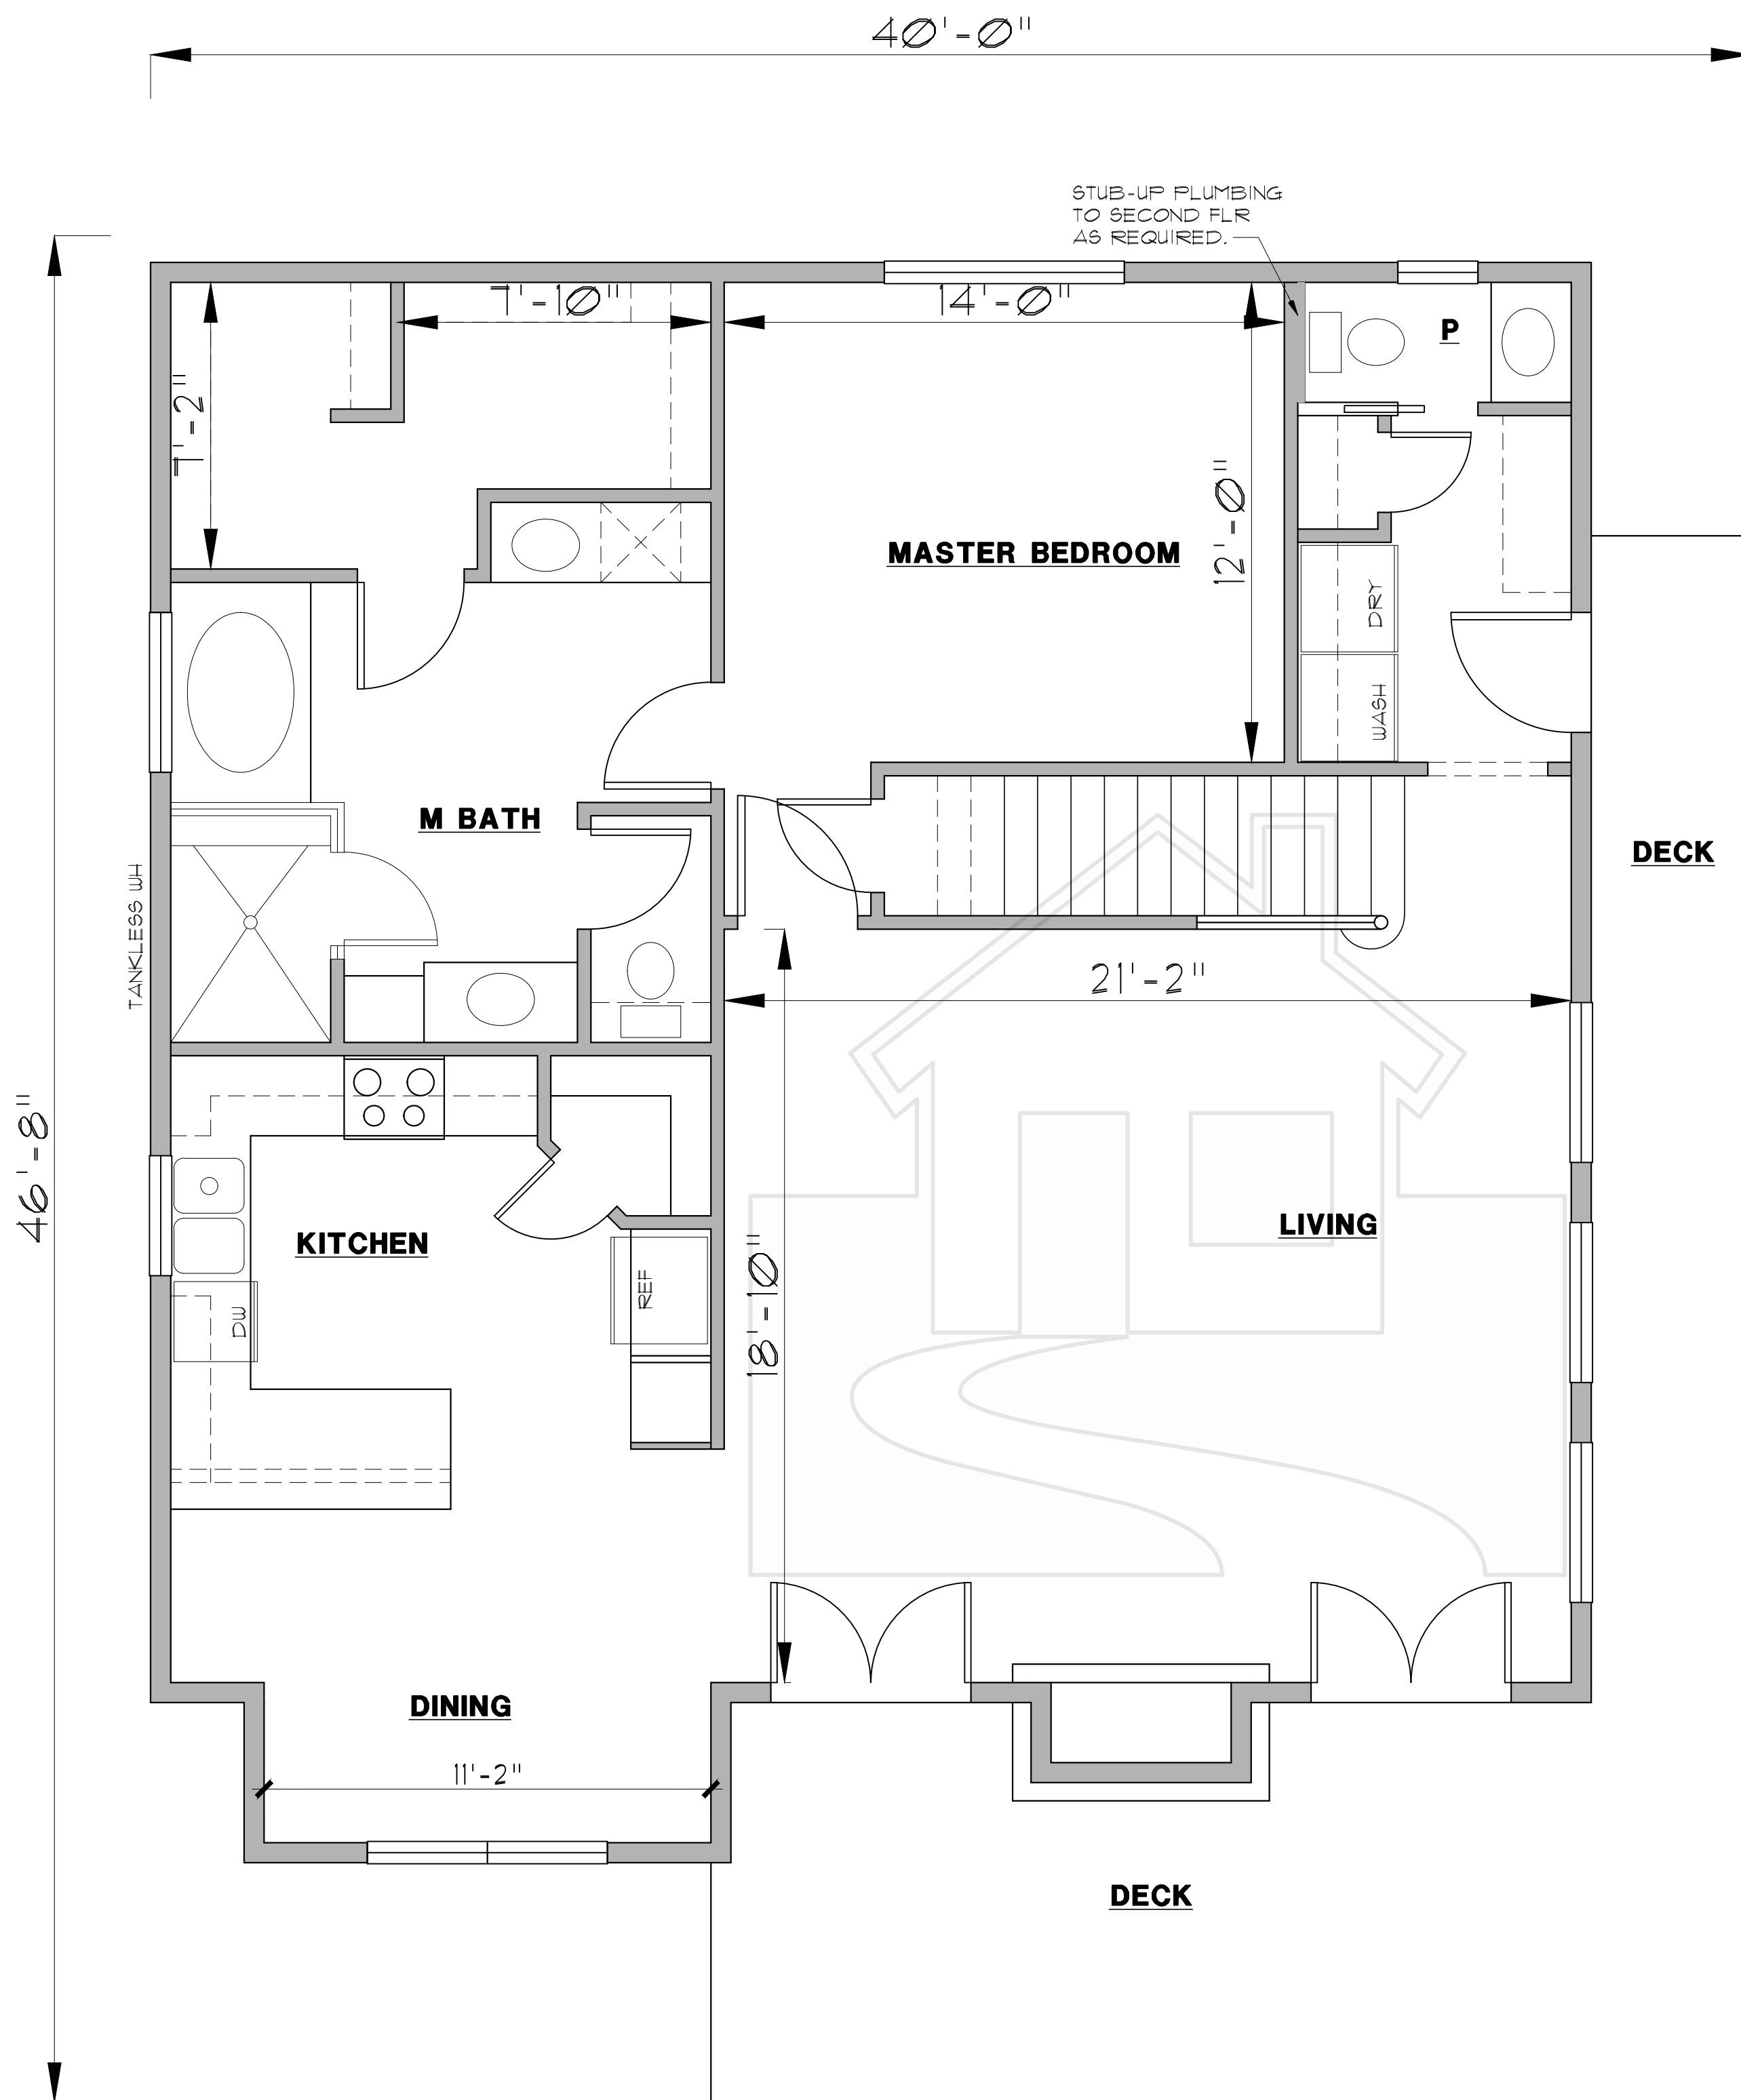 40'-0"
STUB-UP PLUMBING
TO SECOND FLR
AS REQUIRED.
7'-10"
14'-0"
P
7'-2"
12'-0"
MASTER BEDROOM
DRY
WASH
M BATH
DECK
TANKLESS WH
21'-2"
46'-8"
LIVING
KITCHEN
REF
18'-10"
DW
DINING
11'-2"
DECK